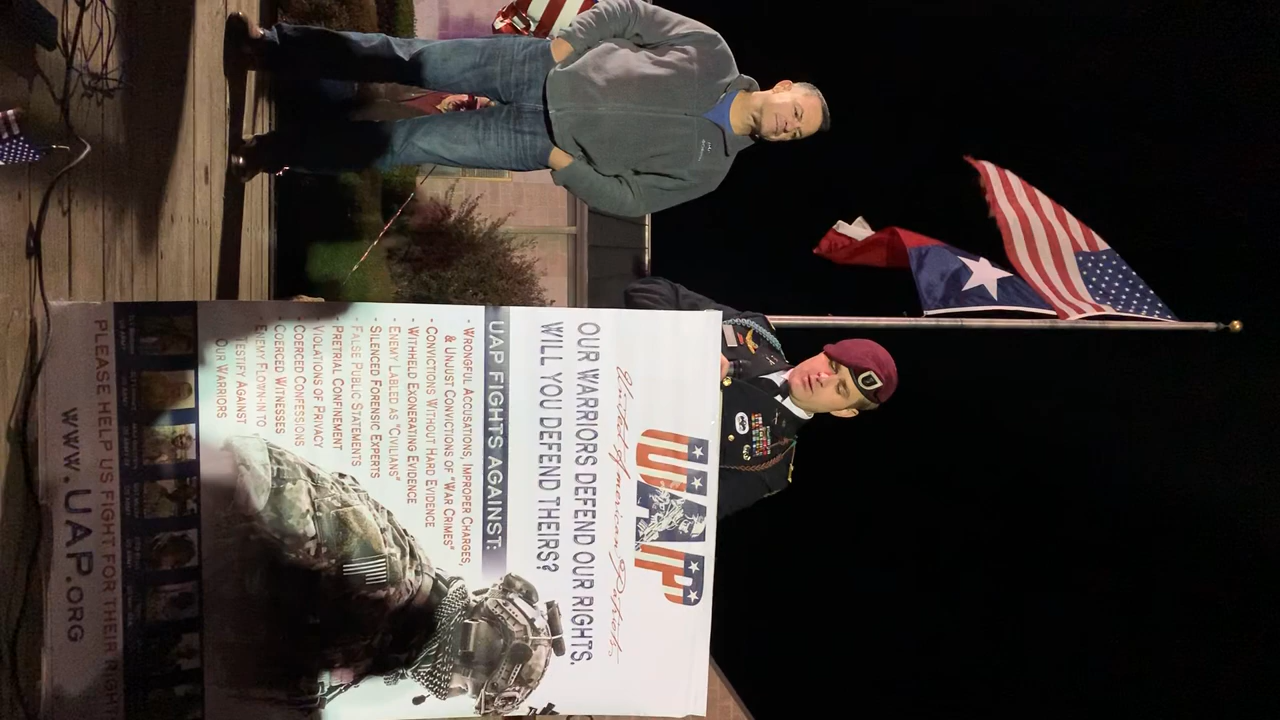 UAP
United American Patriots
OUR WARRIORS DEFEND OUR RIGHTS.
WILL YOU DEFEND THEIRS?
UAP FIGHTS AGAINST:
- WRONGFUL ACCUSATIONS, IMPROPER CHARGES,
& UNJUST CONVICTIONS OF "WAR CRIMES"
- CONVICTIONS WITHOUT HARD EVIDENCE
- WITHHELD EXONERATING EVIDENCE
- ENEMY LABLED AS "CIVILIANS"
- SILENCED FORENSIC EXPERTS
- FALSE PUBLIC STATEMENTS
PRETRIAL CONFINEMENT
VIOLATIONS OF PRIVACY
- COERCED CONFESSIONS
- COERCED WITNESSES
- ENEMY FLOWN-IN TO
TESTIFY AGAINST
OUR WARRIORS
PLEASE HELP US FIGHT FOR THEIR RIGHT
WWW.UAP.ORG